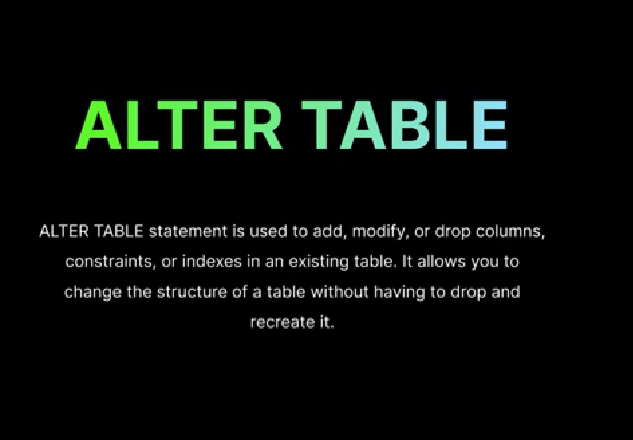 ALTER TABLE
ALTER TABLE statement is used to add, modify, or drop columns,
constraints, or indexes in an existing table. It allows you to
change the structure of a table without having to drop and
recreate it.